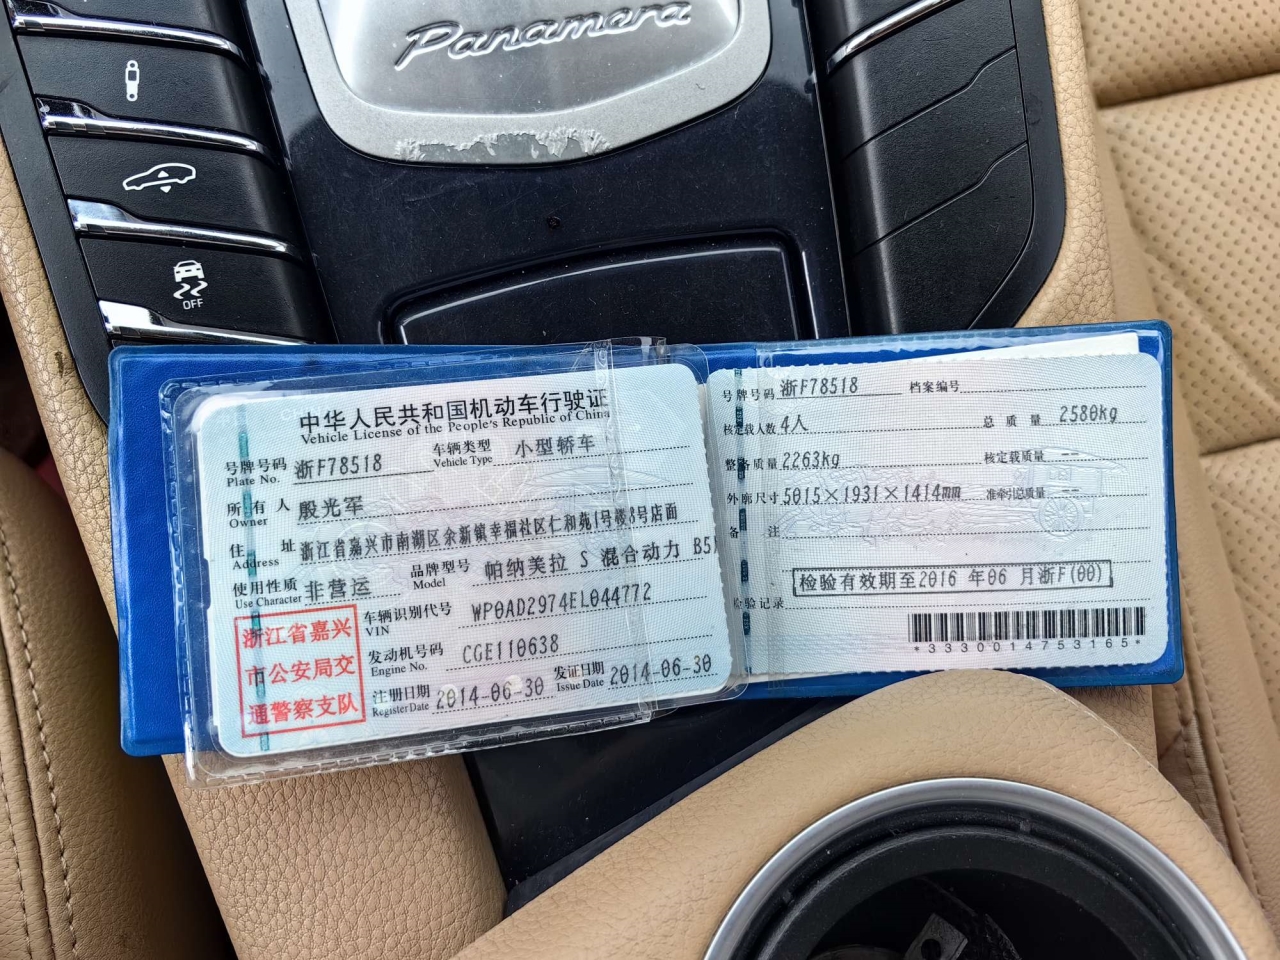 Panamera
OFF
中华人民共和国机动车行驶证
Vehicle License of the People's Republic of China
号牌号码 浙F78518 车辆类型 小型轿车
Plate No. Vehicle Type
所有人 殷光军
Owner
住址 浙江省嘉兴市南湖区余新镇幸福社区仁和苑1号楼8号店面
Address
使用性质 非营运 品牌型号 帕纳美拉 S 混合动力
Use Character Model
车辆识别代号 WP0AD2974EL044772
VIN
发动机号码 CGE110638
Engine No.
注册日期 2014-06-30 发证日期 2014-06-30
Register Date Issue Date
浙江省嘉兴
市公安局交
通警察支队
号牌号码 浙F78518 档案编号
核定载人数 4人 总质量 2580kg
整备质量 2263kg 核定载质量 --
外廓尺寸 5015×1931×1414mm 准牵引总质量 --
备注
检验有效期至2016 年06 月浙F(00)
检验记录
*3330014753165*